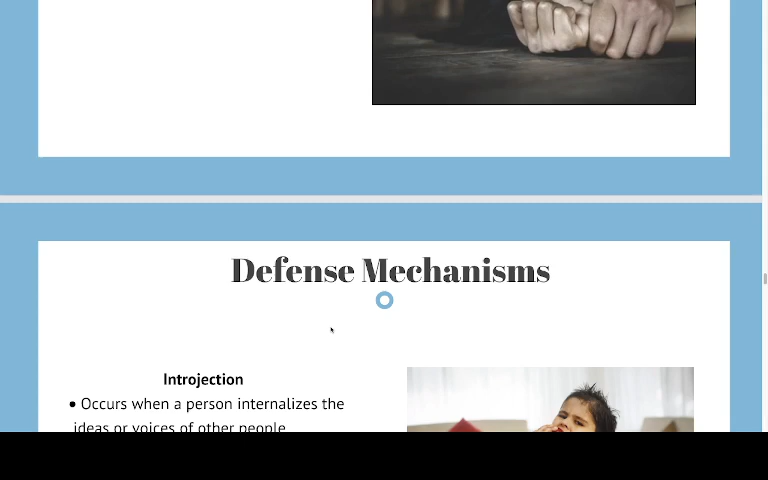 Defense Mechanisms
Introjection
• Occurs when a person internalizes the
ideas or voices of other people